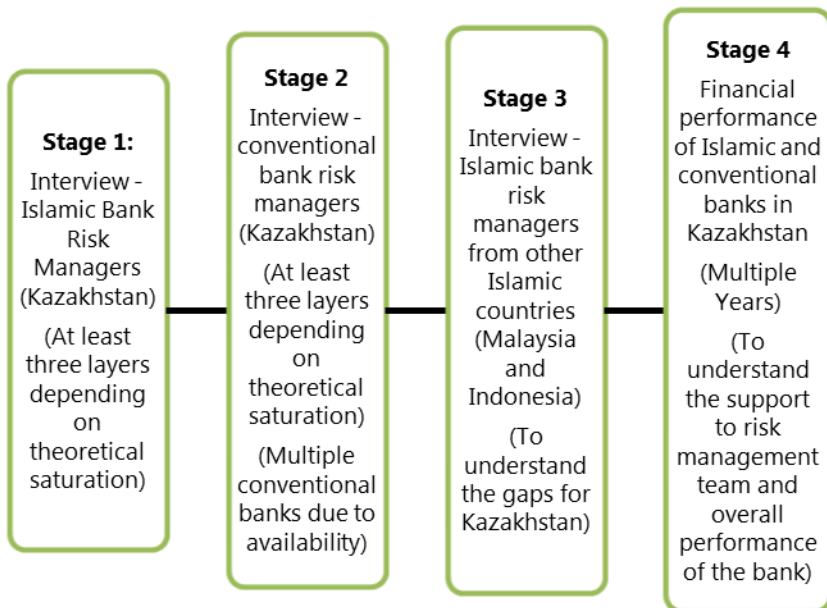 Stage 1:
Interview -
Islamic Bank
Risk
Managers
(Kazakhstan)
(At least
three layers
depending
on
theoretical
saturation)
Stage 2
Interview -
conventional
bank risk
managers
(Kazakhstan)
(At least
three layers
depending
on
theoretical
saturation)
(Multiple
conventional
banks due to
availability)
Stage 3
Interview -
Islamic bank
risk
managers
from other
Islamic
countries
(Malaysia
and
Indonesia)
(To
understand
the gaps for
Kazakhstan)
Stage 4
Financial
performance
of Islamic and
conventional
banks in
Kazakhstan
(Multiple
Years)
(To
understand
the support
to risk
management
team and
overall
performance
of the bank)